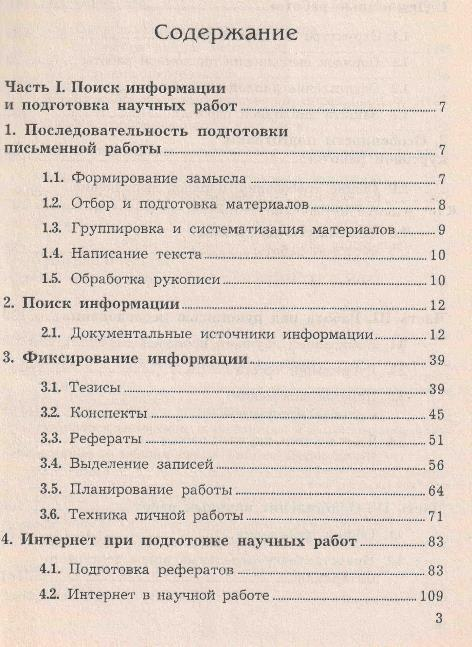 Содержание
Часть I. Поиск информации
и подготовка научных работ 7
1. Последовательность подготовки
письменной работы 7
1.1. Формирование замысла 7
1.2. Отбор и подготовка материалов 8
1.3. Группировка и систематизация материалов 9
1.4. Написание текста 10
1.5. Обработка рукописи 10
2. Поиск информации 12
2.1. Документальные источники информации 12
3. Фиксирование информации 39
3.1. Тезисы 39
3.2. Конспекты 45
3.3. Рефераты 51
3.4. Выделение записей 56
3.5. Планирование работы 64
3.6. Техника личной работы 71
4. Интернет при подготовке научных работ 83
4.1. Подготовка рефератов 83
4.2. Интернет в научной работе 109
3